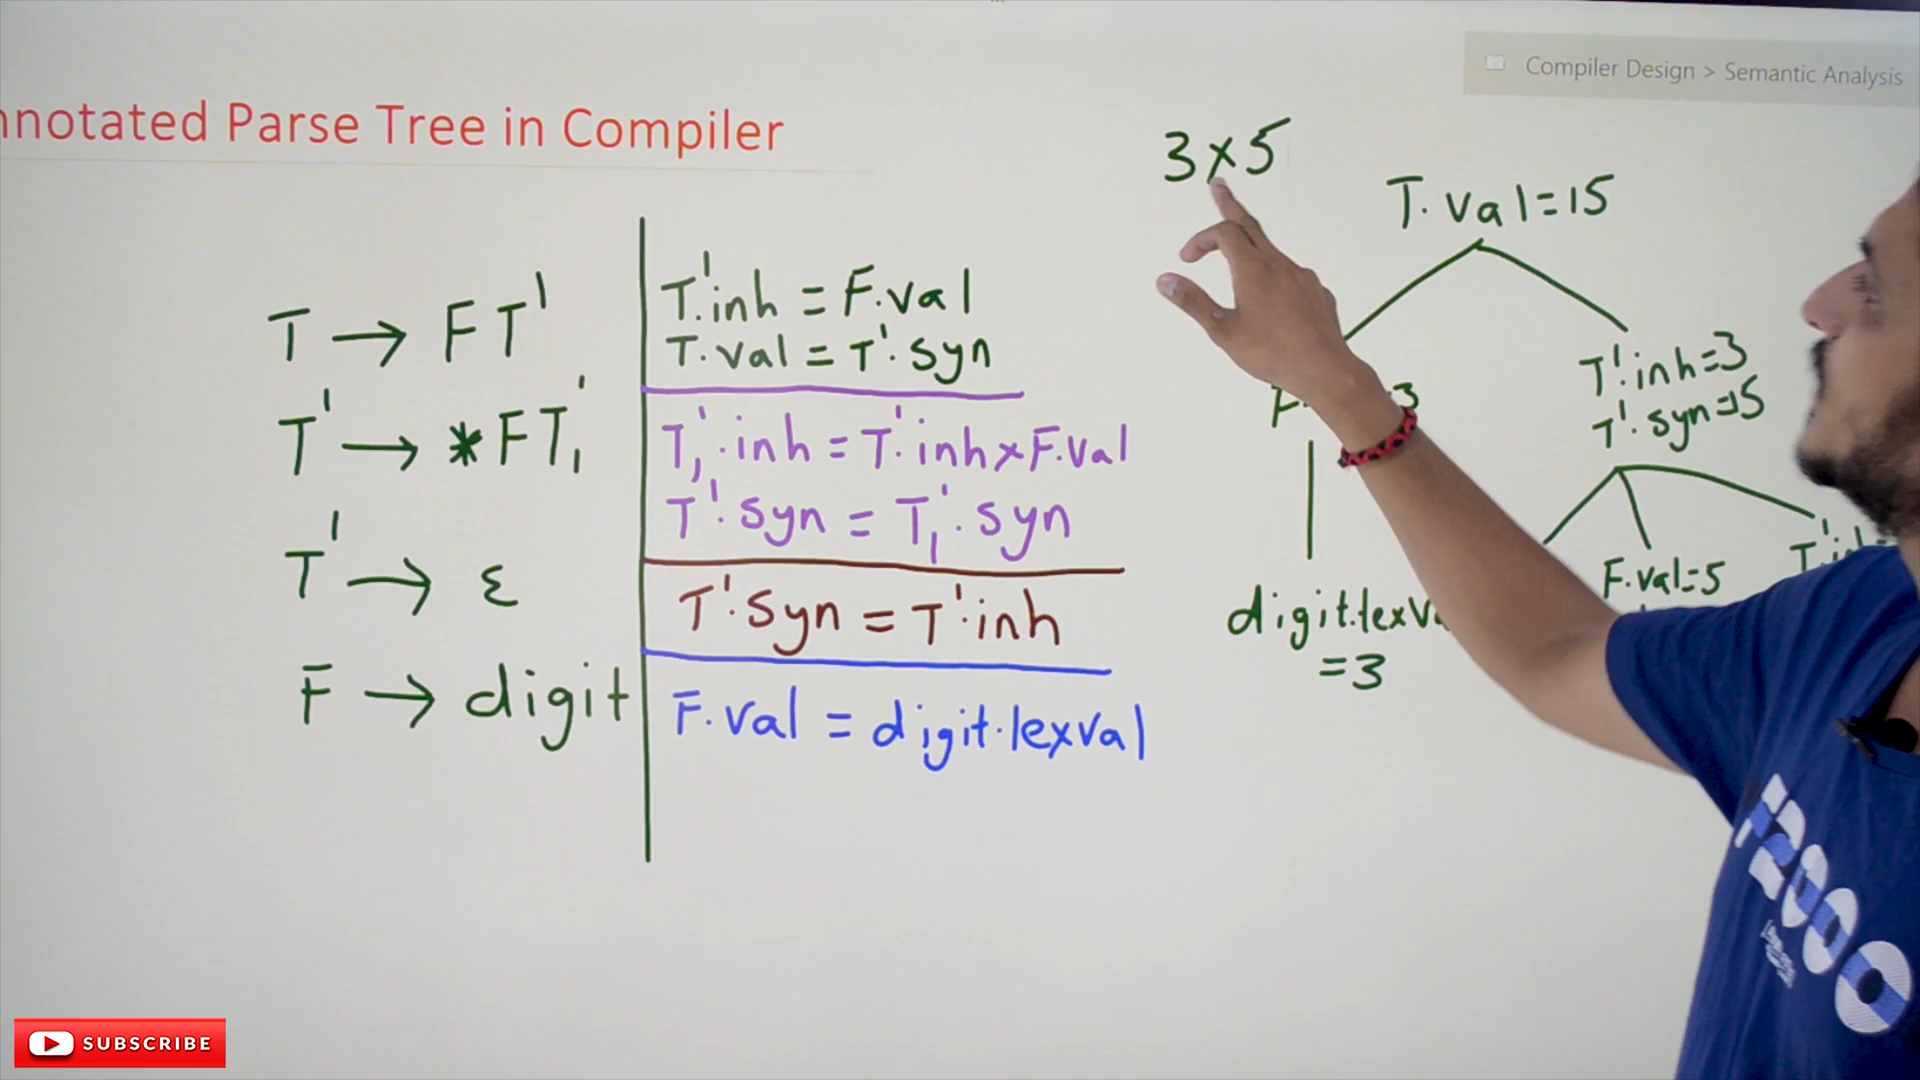 Compiler Design > Semantic Analysis
nnotated Parse Tree in Compiler
3×5
T.val=15
T → FT'
T'.inh = F.val
T.val = T'.syn
T'.inh=3
T'.syn=15
T' → *FT₁'
T₁'.inh = T'.inh×F.val
T'.syn = T₁'.syn
T' → ε
T'.syn = T'.inh
F → digit
F.val = digit.lexval
F.val=5
digit.lexv
=3
SUBSCRIBE